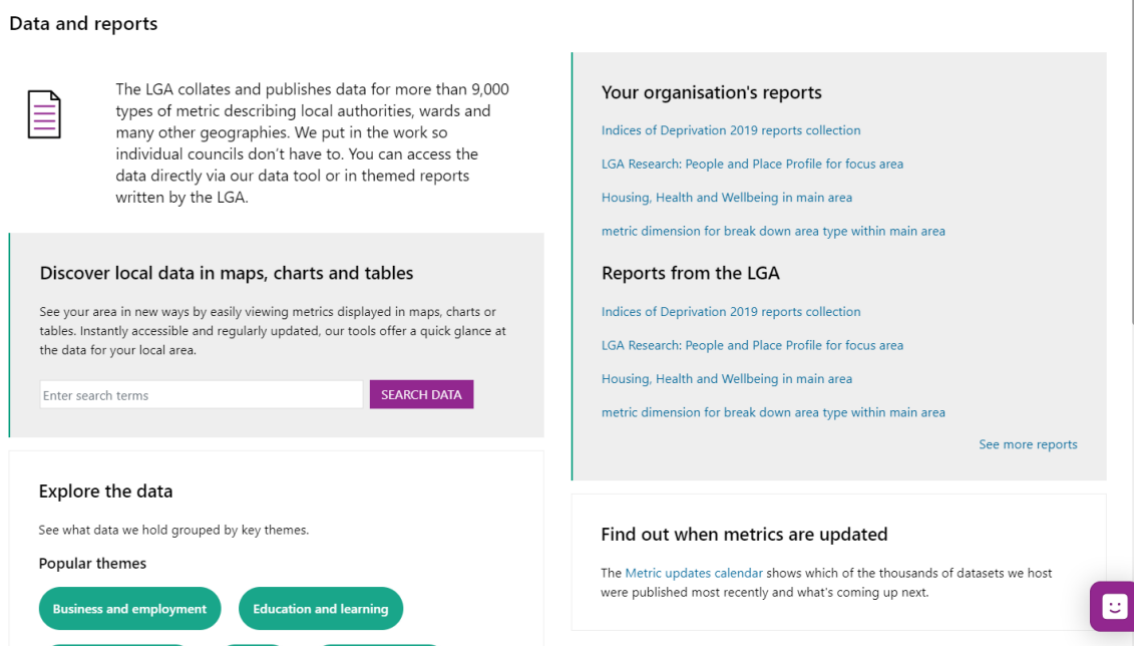 Data and reports
The LGA collates and publishes data for more than 9,000
types of metric describing local authorities, wards and
many other geographies. We put in the work so
individual councils don't have to. You can access the
data directly via our data tool or in themed reports
written by the LGA.
Discover local data in maps, charts and tables
See your area in new ways by easily viewing metrics displayed in maps, charts or
tables. Instantly accessible and regularly updated, our tools offer a quick glance at
the data for your local area.
Enter search terms
SEARCH DATA
Explore the data
See what data we hold grouped by key themes.
Popular themes
Business and employment
Education and learning
Your organisation's reports
Indices of Deprivation 2019 reports collection
LGA Research: People and Place Profile for focus area
Housing, Health and Wellbeing in main area
metric dimension for break down area type within main area
Reports from the LGA
Indices of Deprivation 2019 reports collection
LGA Research: People and Place Profile for focus area
Housing, Health and Wellbeing in main area
metric dimension for break down area type within main area
See more reports
Find out when metrics are updated
The Metric updates calendar shows which of the thousands of datasets we host
were published most recently and what's coming up next.